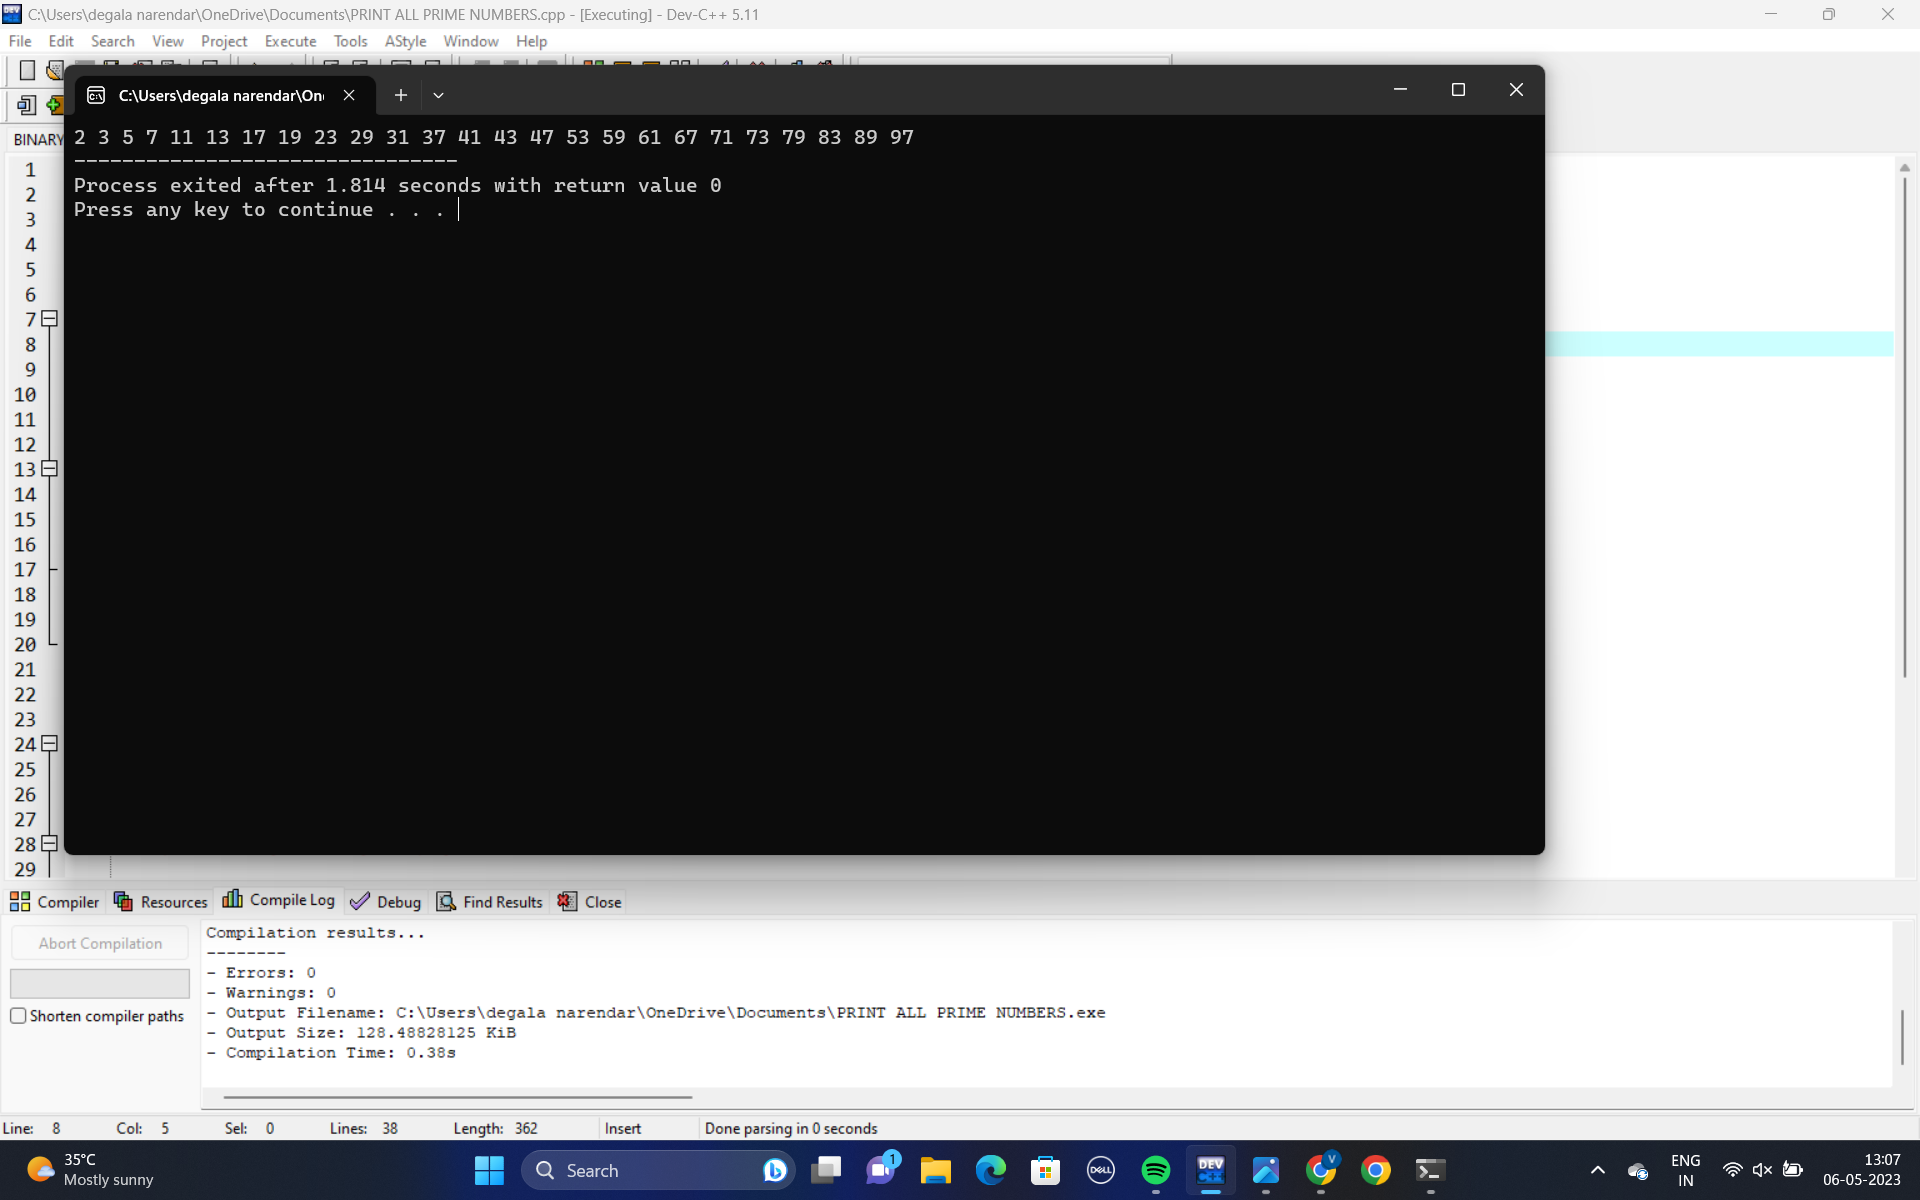 C:\Users\degala narendar\OneDrive\Documents\PRINT ALL PRIME NUMBERS.cpp - [Executing] - Dev-C++ 5.11
File Edit Search View Project Execute Tools AStyle Window Help
C:\Users\degala narendar\On
BINARY
2 3 5 7 11 13 17 19 23 29 31 37 41 43 47 53 59 61 67 71 73 79 83 89 97
--------------------------------
Process exited after 1.814 seconds with return value 0
Press any key to continue . . .
1
2
3
4
5
6
7
8
9
10
11
12
13
14
15
16
17
18
19
20
21
22
23
24
25
26
27
28
29
Compiler Resources Compile Log Debug Find Results Close
Abort Compilation
Shorten compiler paths
Compilation results...
--------
- Errors: 0
- Warnings: 0
- Output Filename: C:\Users\degala narendar\OneDrive\Documents\PRINT ALL PRIME NUMBERS.exe
- Output Size: 128.48828125 KiB
- Compilation Time: 0.38s
Line: 8 Col: 5 Sel: 0 Lines: 38 Length: 362 Insert Done parsing in 0 seconds
35°C
Mostly sunny
Search
1
DELL
DEV
C++
V
ENG
IN
13:07
06-05-2023